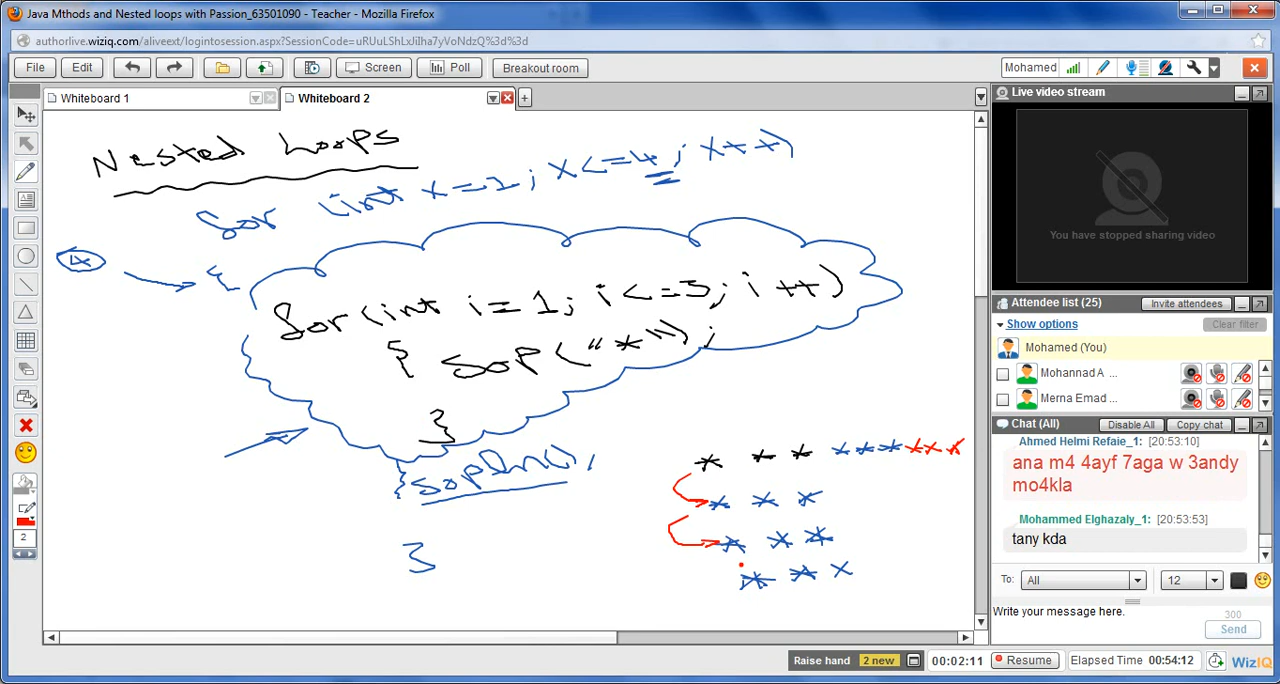 Java Mthods and Nested loops with Passion_63501090 - Teacher - Mozilla Firefox
authorlive.wiziq.com/aliveext/logintosession.aspx?SessionCode=uRUuLShLxJiIha7yVoNdzQ%3d%3d
File Edit Screen Poll Breakout room Mohamed
Whiteboard 1 Whiteboard 2
Live video stream
You have stopped sharing video
Nested Loops
for (int x=1; x<=4; x++)
4
{
for(int i=1; i<=3; i++)
{ Sop("*");
}
Sopln();
}
* * * * * * * * *
* * *
* * *
* * *
Attendee list (25) Invite attendees
Show options Clear filter
Mohamed (You)
Mohannad A ...
Merna Emad ...
Chat (All) Disable All Copy chat
Ahmed Helmi Refaie_1: [20:53:10]
ana m4 4ayf 7aga w 3andy
mo4kla
Mohammed Elghazaly_1: [20:53:53]
tany kda
To: All 12
Write your message here. 300
Send
2
Raise hand 2 new 00:02:11 Resume Elapsed Time 00:54:12 WizIQ